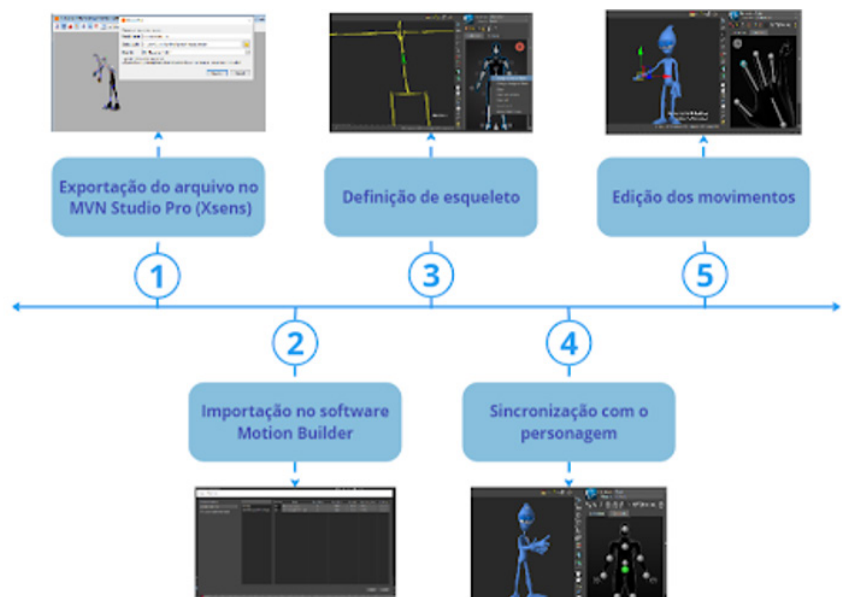 Exportação do arquivo no
MVN Studio Pro (Xsens)
Definição de esqueleto
Edição dos movimentos
1
3
5
2
4
Importação no software
Motion Builder
Sincronização com o
personagem